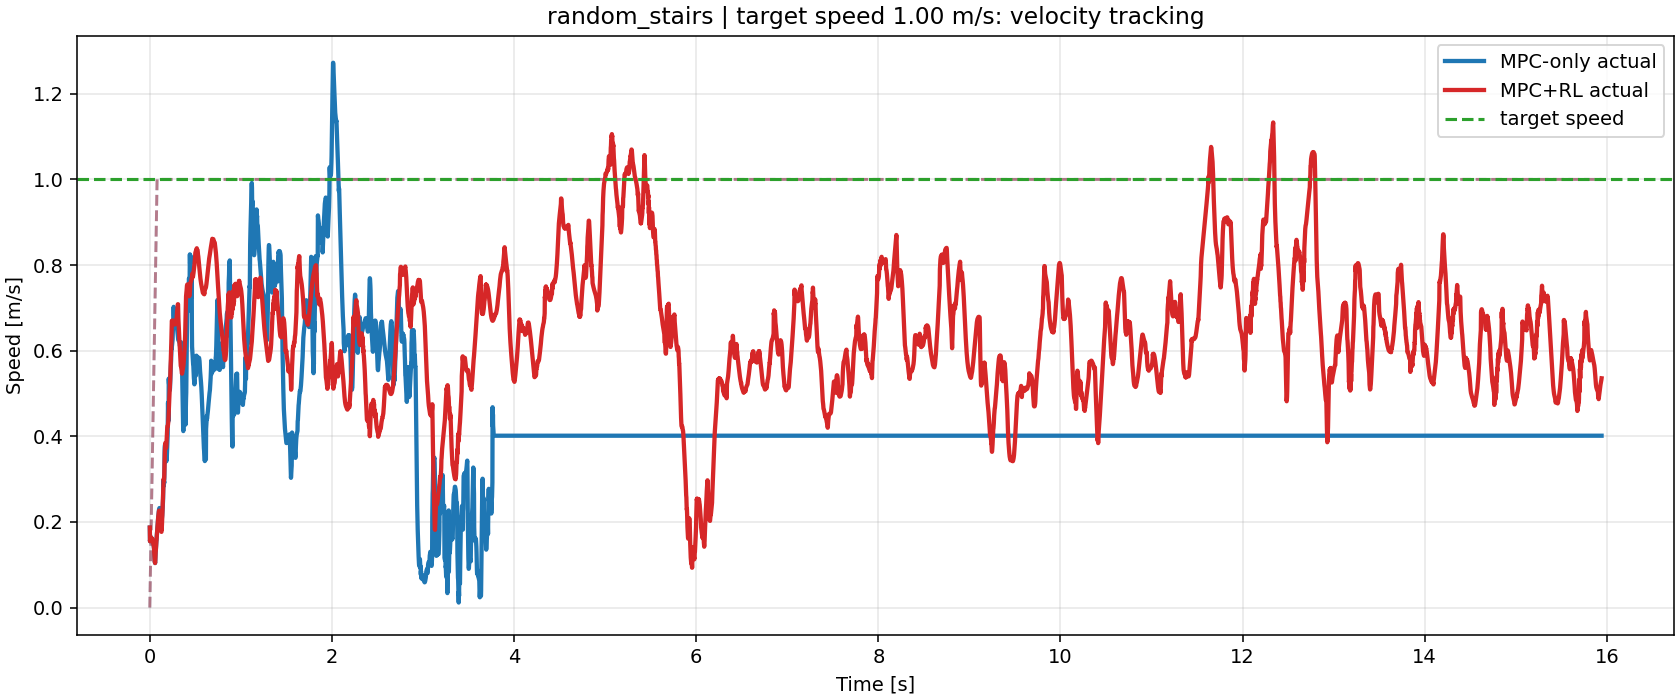 random_stairs | target speed 1.00 m/s: velocity tracking
MPC-only actual
MPC+RL actual
target speed
Speed [m/s]
1.2
1.0
0.8
0.6
0.4
0.2
0.0
0 2 4 6 8 10 12 14 16
Time [s]